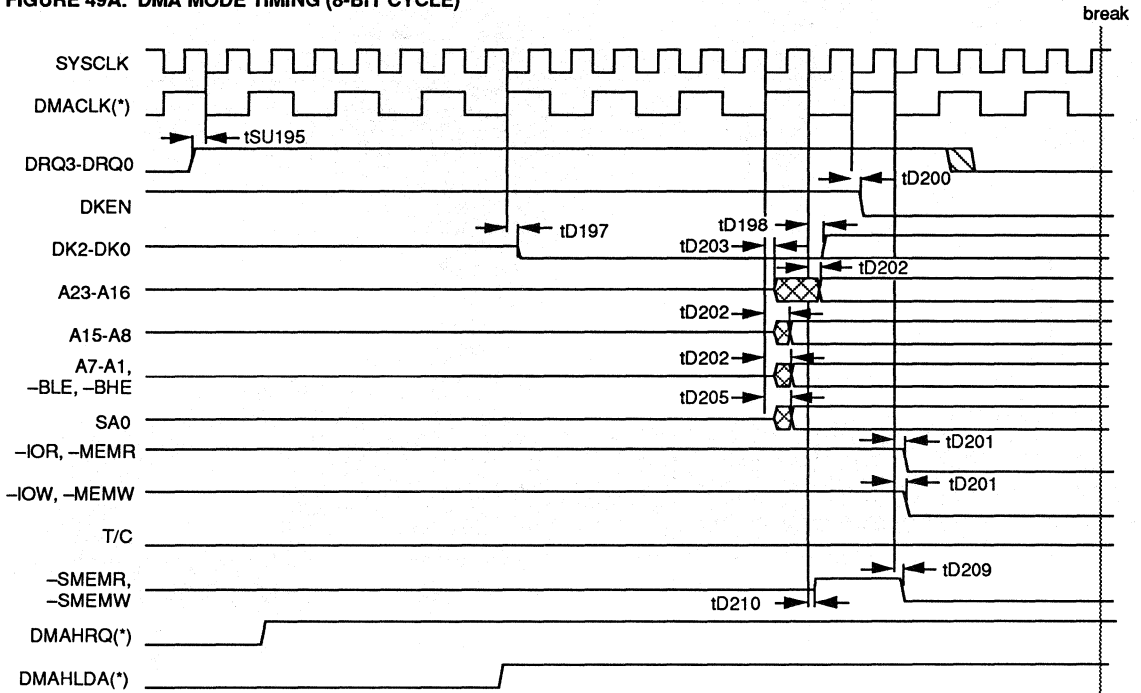 FIGURE 49A: DMA MODE TIMING (8-BIT CYCLE)
break
SYSCLK
DMACLK(*)
tSU195
DRQ3-DRQ0
tD200
DKEN
tD198
tD197
DK2-DK0
tD203
tD202
A23-A16
tD202
A15-A8
A7-A1,
–BLE, –BHE
tD202
tD205
SA0
tD201
–IOR, –MEMR
tD201
–IOW, –MEMW
T/C
tD209
–SMEMR,
–SMEMW
tD210
DMAHRQ(*)
DMAHLDA(*)